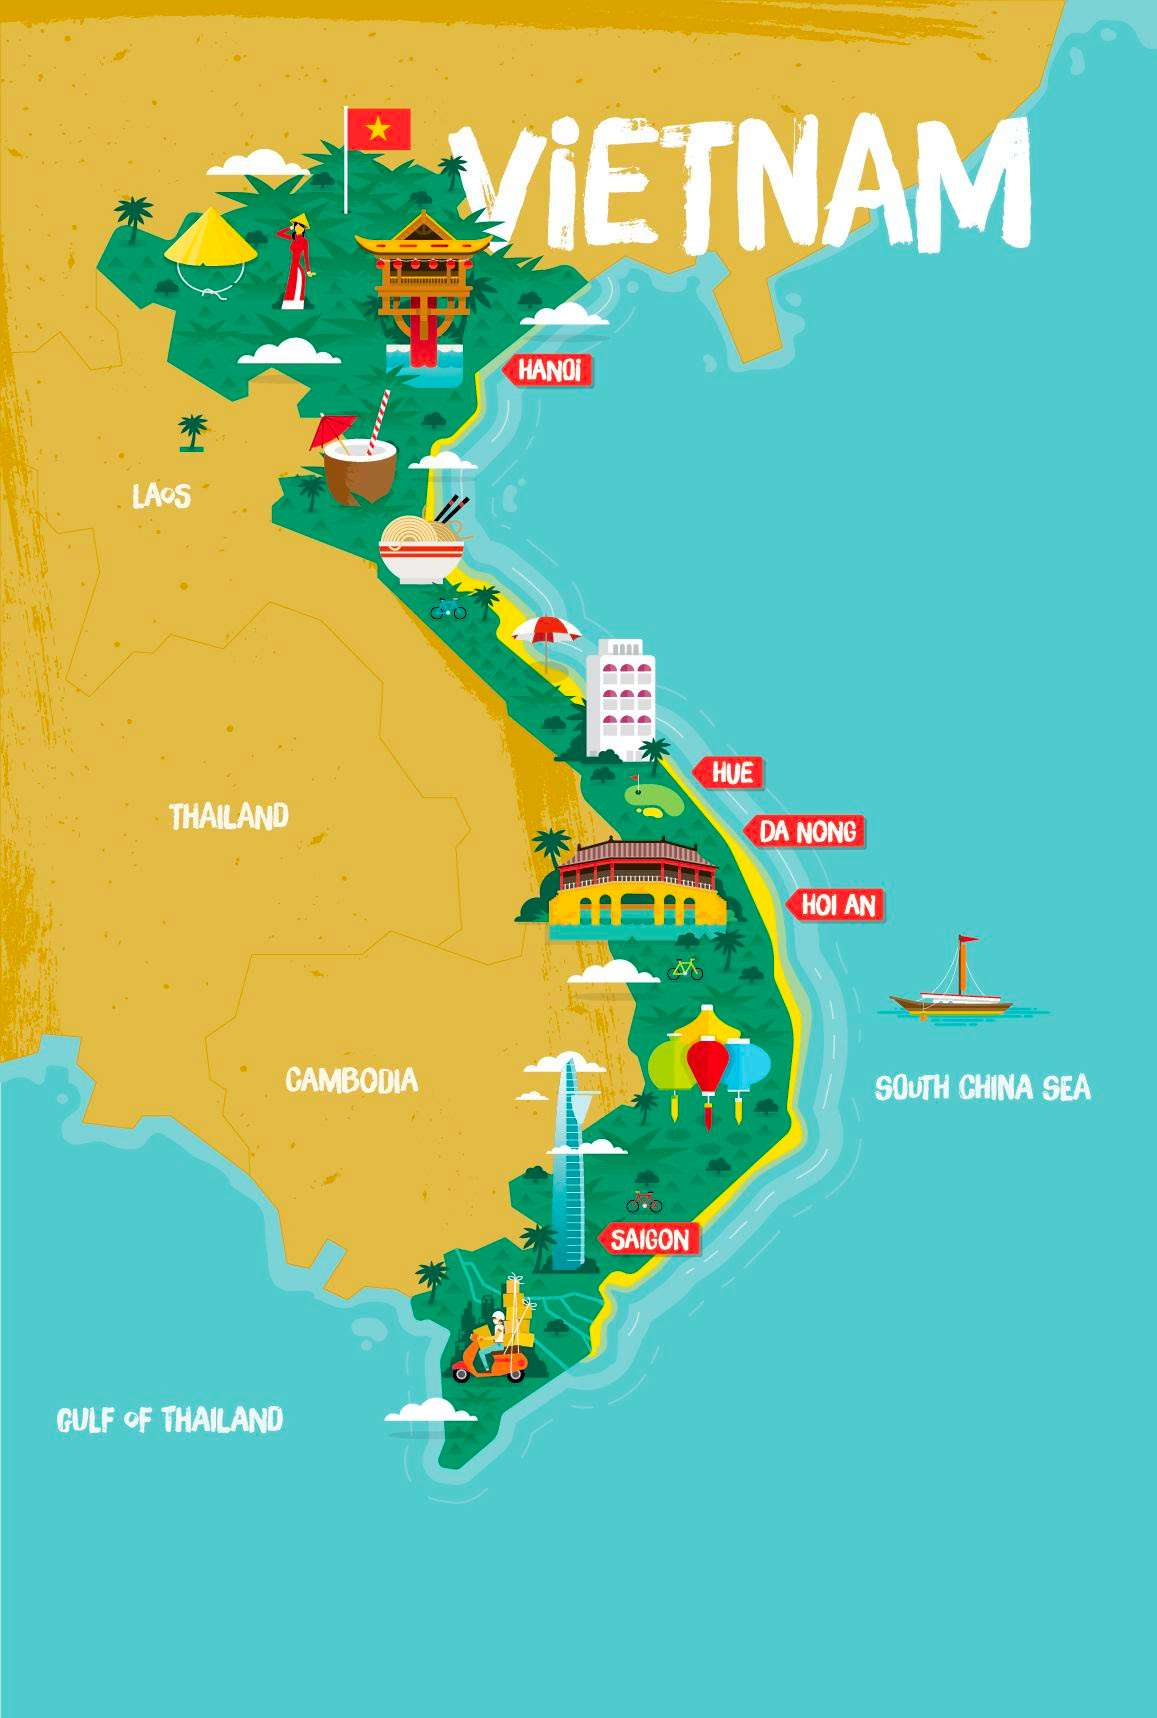 ViETNAM
HANOi
LAoS
HUE
THAILAND
DA NONG
HOI AN
CAMBODIA
SOUTH CHINA SEA
SAIGON
GULF oF THAILAND